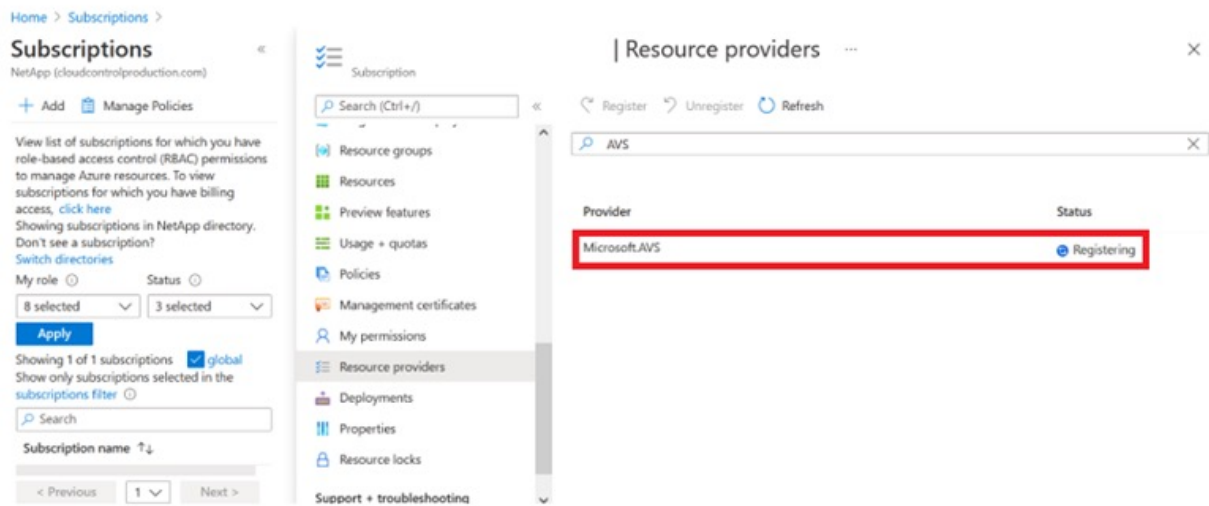 Home > Subscriptions >
Subscriptions
NetApp (cloudcontrolproduction.com)
Add Manage Policies
View list of subscriptions for which you have
role-based access control (RBAC) permissions
to manage Azure resources. To view
subscriptions for which you have billing
access, click here
Showing subscriptions in NetApp directory.
Don't see a subscription?
Switch directories
My role Status
8 selected 3 selected
Apply
Showing 1 of 1 subscriptions global
Show only subscriptions selected in the
subscriptions filter
Search
Subscription name ↑↓
< Previous 1 Next >
Subscription
Search (Ctrl+/)
Resource groups
Resources
Preview features
Usage + quotas
Policies
Management certificates
My permissions
Resource providers
Deployments
Properties
Resource locks
Support + troubleshooting
| Resource providers ...
Register Unregister Refresh
AVS
Provider Status
Microsoft.AVS Registering